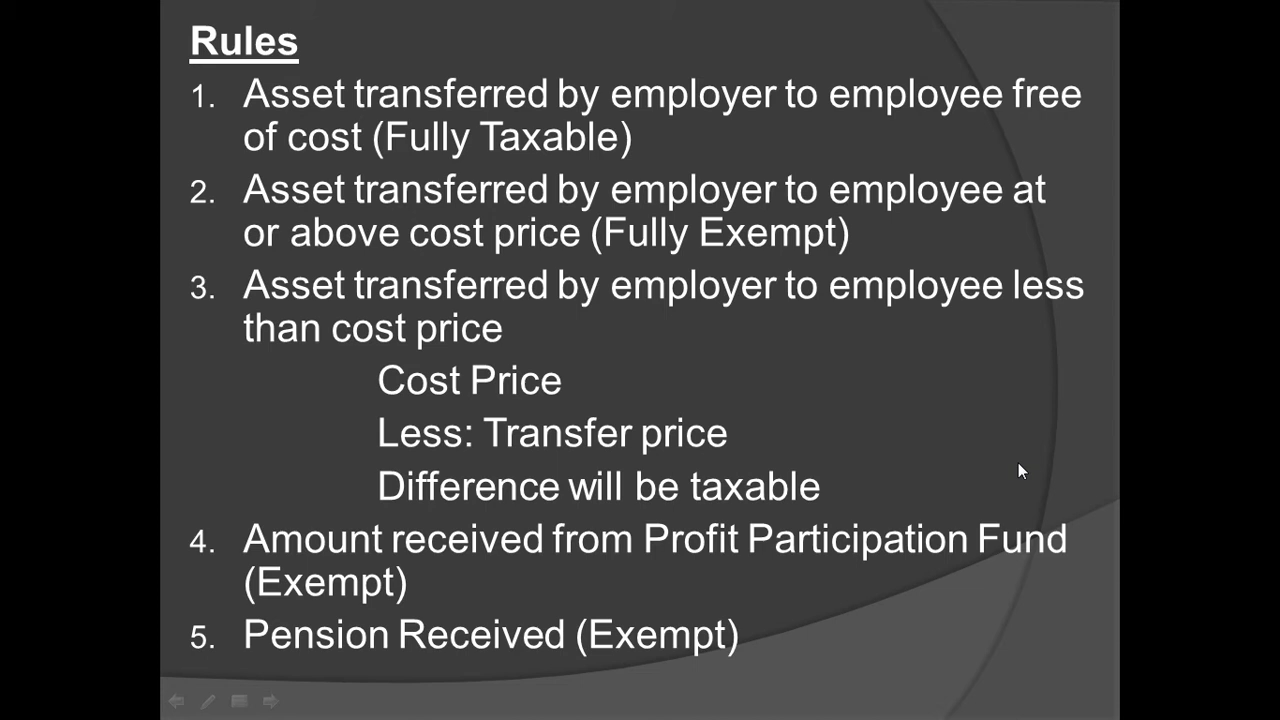 Rules
1. Asset transferred by employer to employee free
of cost (Fully Taxable)
2. Asset transferred by employer to employee at
or above cost price (Fully Exempt)
3. Asset transferred by employer to employee less
than cost price
Cost Price
Less: Transfer price
Difference will be taxable
4. Amount received from Profit Participation Fund
(Exempt)
5. Pension Received (Exempt)